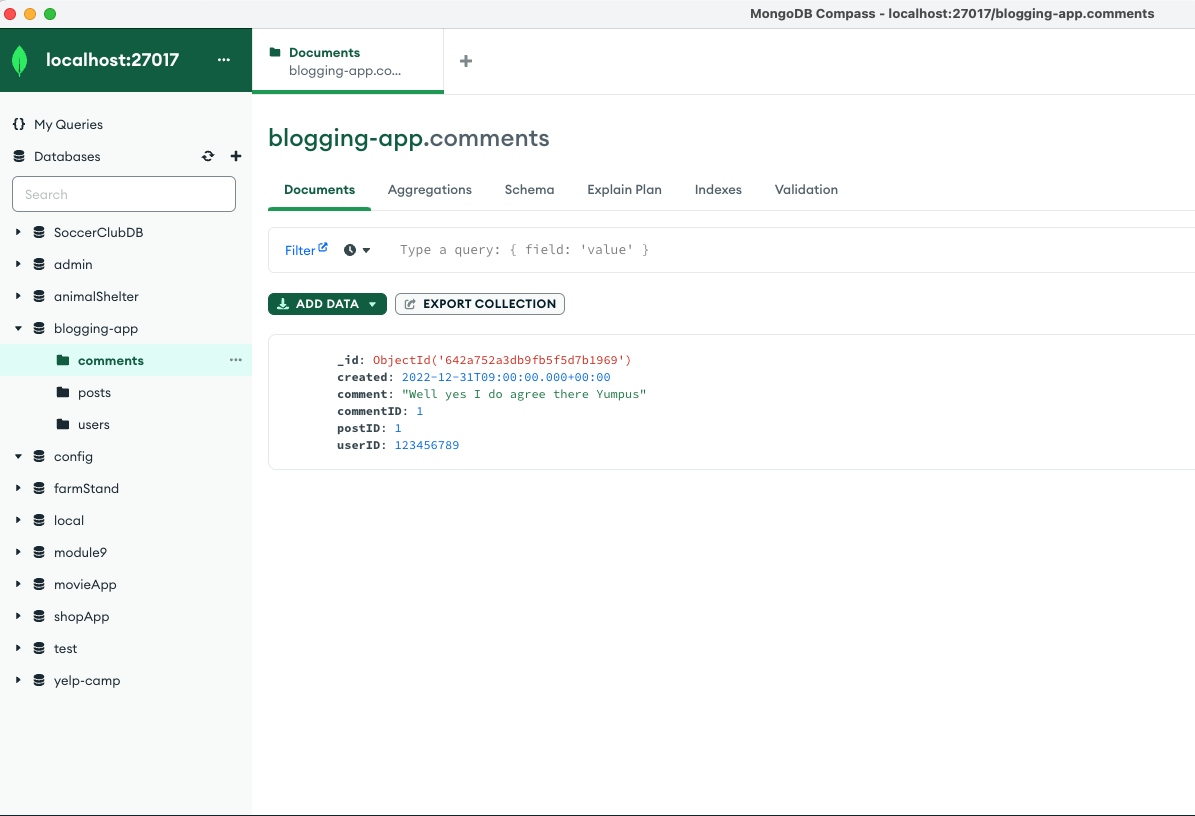 MongoDB Compass - localhost:27017/blogging-app.comments
localhost:27017
Documents
blogging-app.co...
{} My Queries
Databases
Search
SoccerClubDB
admin
animalShelter
blogging-app
comments
posts
users
config
farmStand
local
module9
movieApp
shopApp
test
yelp-camp
blogging-app.comments
Documents Aggregations Schema Explain Plan Indexes Validation
Filter Type a query: { field: 'value' }
ADD DATA EXPORT COLLECTION
_id: ObjectId('642a752a3db9fb5f5d7b1969')
created: 2022-12-31T09:00:00.000+00:00
comment: "Well yes I do agree there Yumpus"
commentID: 1
postID: 1
userID: 123456789